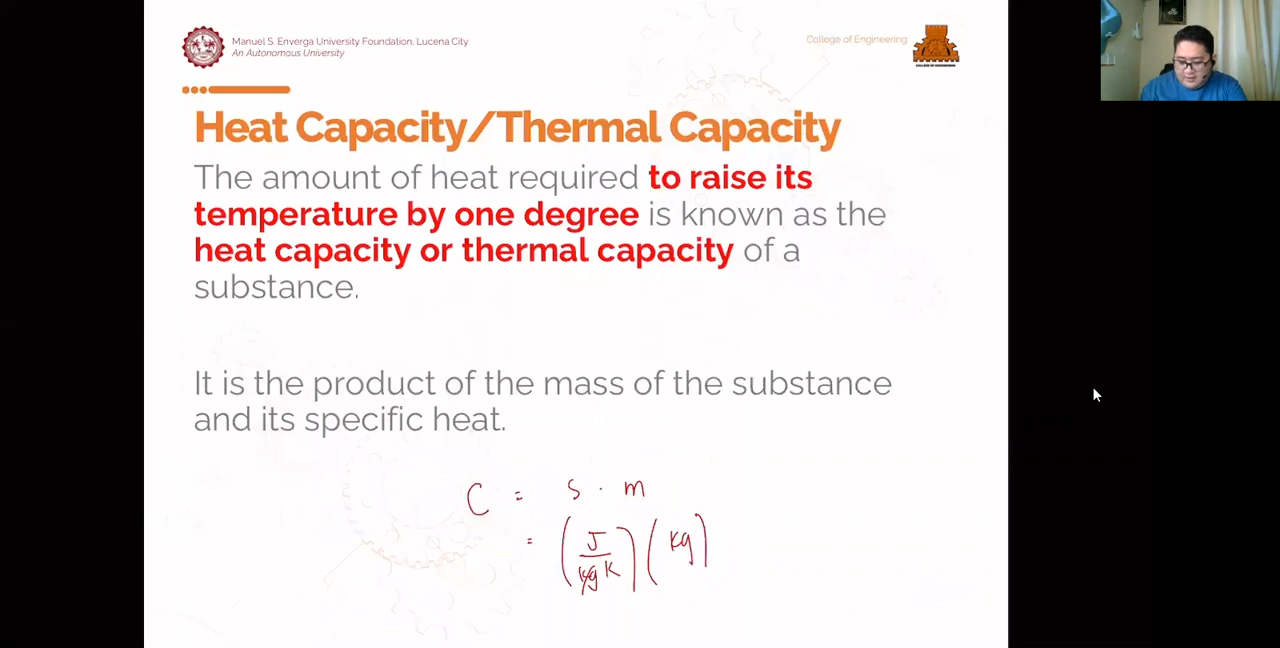 Manuel S. Enverga University Foundation, Lucena City
An Autonomous University
College of Engineering
Heat Capacity/Thermal Capacity
The amount of heat required to raise its
temperature by one degree is known as the
heat capacity or thermal capacity of a
substance.
It is the product of the mass of the substance
and its specific heat.
C = s · m
= (J/kg K) (kg)